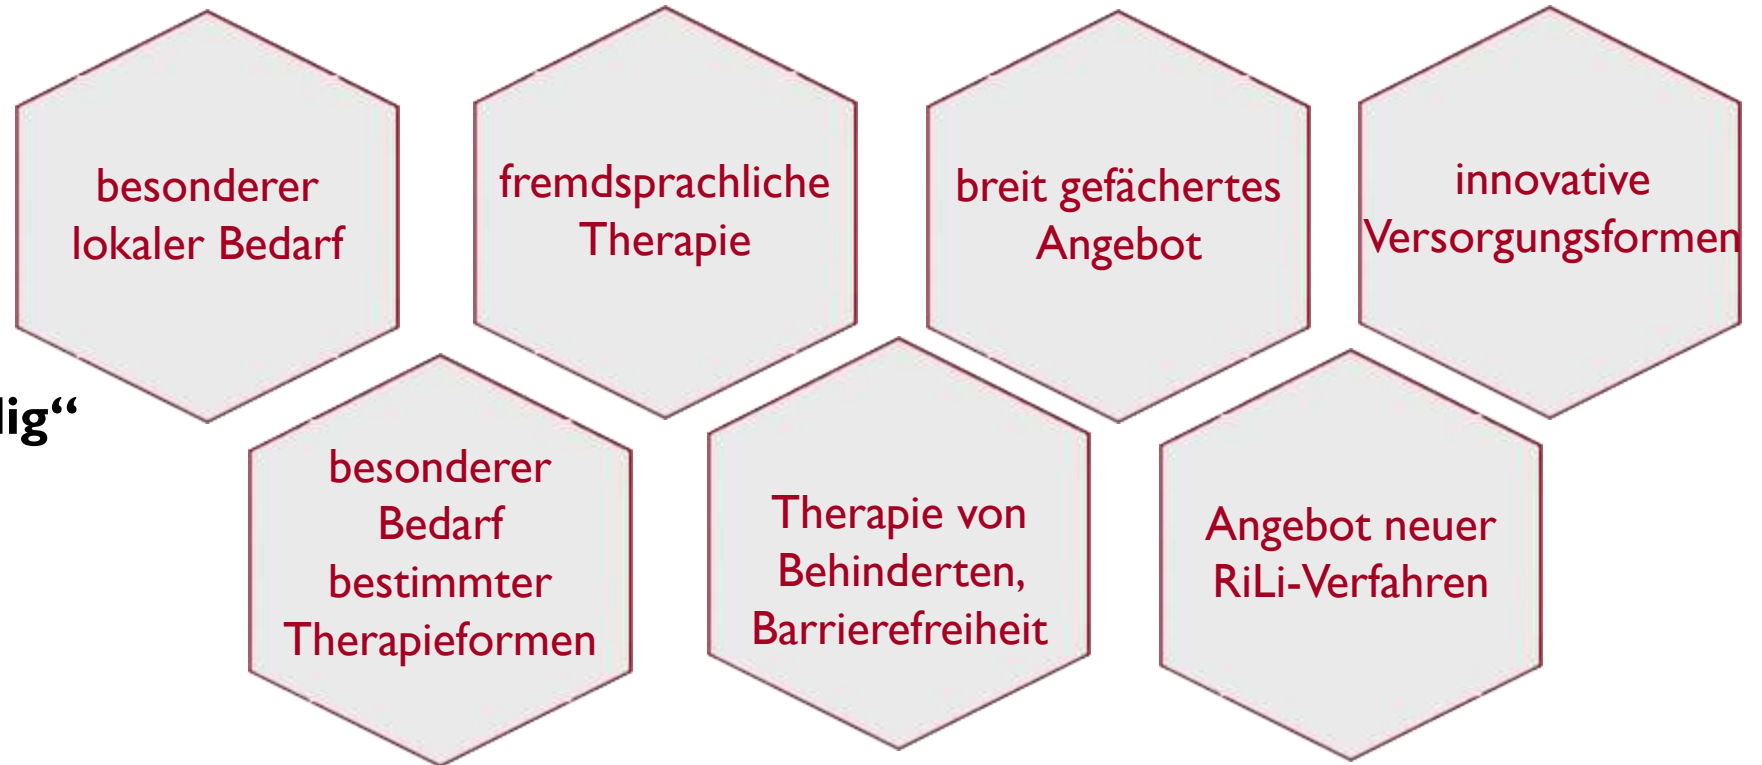 besonderer
lokaler Bedarf
fremdsprachliche
Therapie
breit gefächertes
Angebot
innovative
Versorgungsformen
lig“
besonderer
Bedarf
bestimmter
Therapieformen
Therapie von
Behinderten,
Barrierefreiheit
Angebot neuer
RiLi-Verfahren